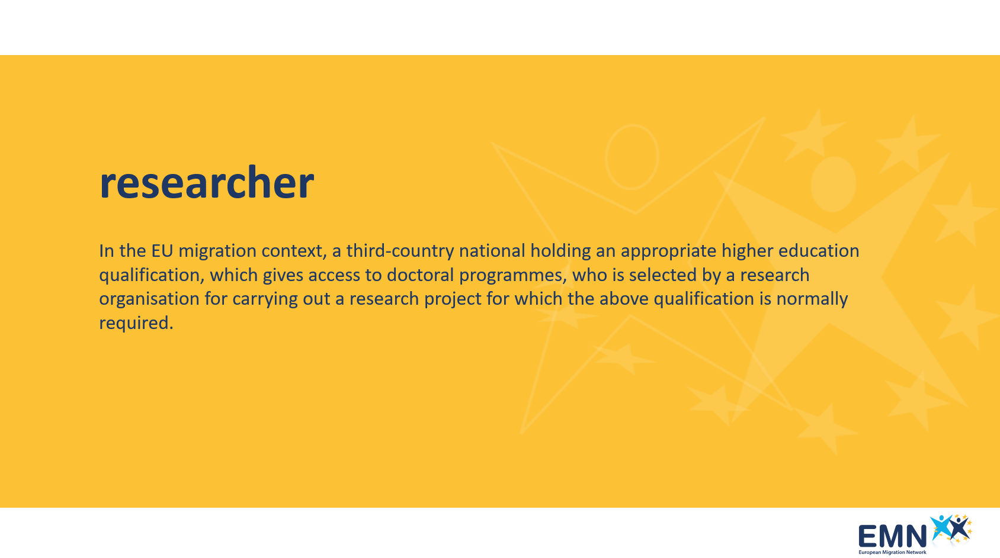 researcher
In the EU migration context, a third-country national holding an appropriate higher education
qualification, which gives access to doctoral programmes, who is selected by a research
organisation for carrying out a research project for which the above qualification is normally
required.
EMN
European Migration Network